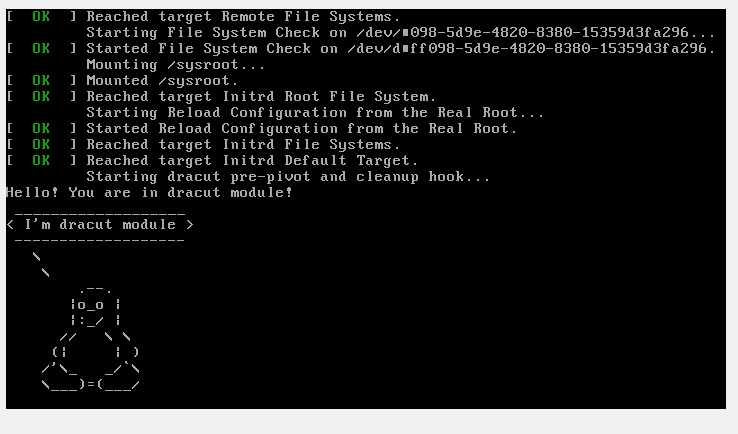 [  OK  ] Reached target Remote File Systems.
         Starting File System Check on /dev/■098-5d9e-4820-8380-15359d3fa296...
[  OK  ] Started File System Check on /dev/d■ff098-5d9e-4820-8380-15359d3fa296.
         Mounting /sysroot...
[  OK  ] Mounted /sysroot.
[  OK  ] Reached target Initrd Root File System.
         Starting Reload Configuration from the Real Root...
[  OK  ] Started Reload Configuration from the Real Root.
[  OK  ] Reached target Initrd File Systems.
[  OK  ] Reached target Initrd Default Target.
         Starting dracut pre-pivot and cleanup hook...
Hello! You are in dracut module!
 ___________________
< I'm dracut module >
 -------------------
   \
    \
        .--.
       |o_o |
       |:_/ |
      //   \ \
     (|     | )
    /'\_   _/`\
    \___)=(___/